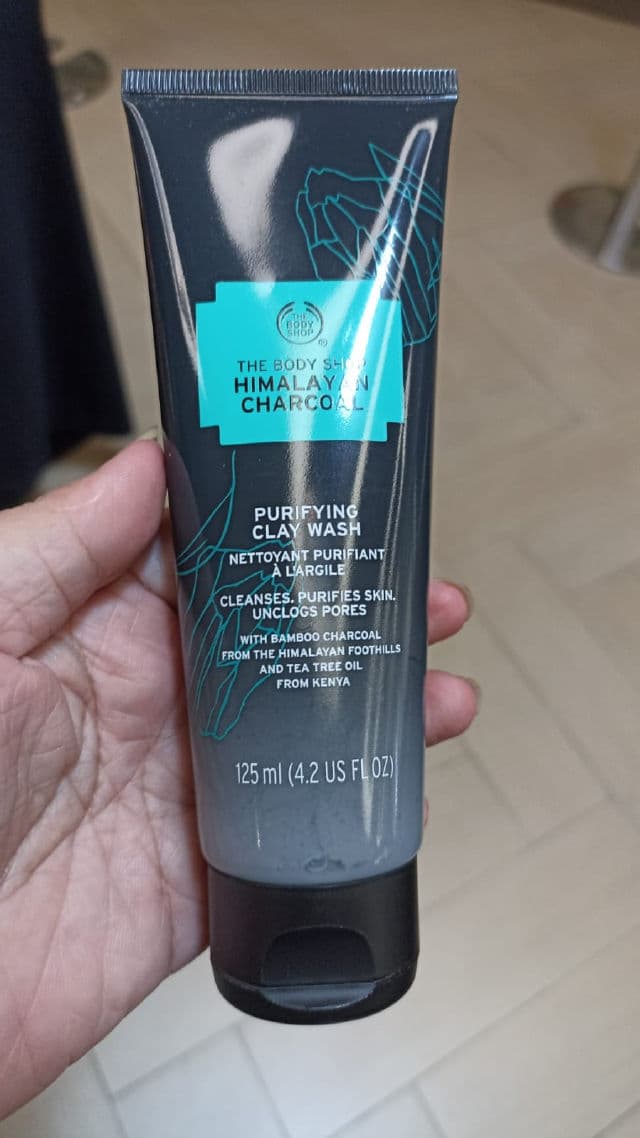 THE
BODY
SHOP
®
THE BODY SHOP
HIMALAYAN
CHARCOAL
PURIFYING
CLAY WASH
NETTOYANT PURIFIANT
À L'ARGILE
CLEANSES. PURIFIES SKIN.
UNCLOGS PORES
WITH BAMBOO CHARCOAL
FROM THE HIMALAYAN FOOTHILLS
AND TEA TREE OIL
FROM KENYA
125 ml (4.2 US FL OZ)